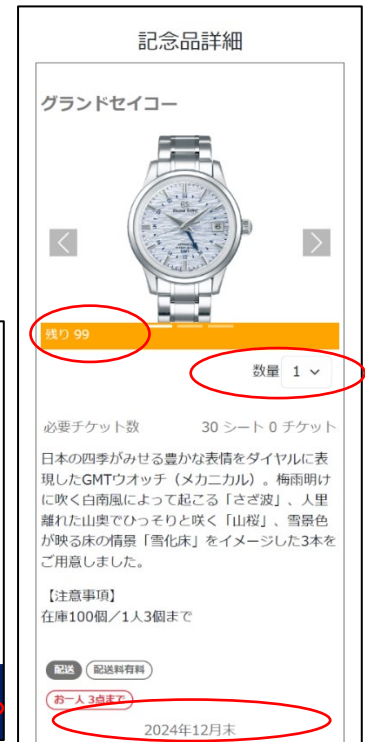 記念品詳細
グランドセイコー
Grand Seiko
GMT
残り 99
数量 1
必要チケット数 30 シート 0 チケット
日本の四季がみせる豊かな表情をダイヤルに表
現したGMTウオッチ（メカニカル）。梅雨明け
に吹く白南風によって起こる「さざ波」、人里
離れた山奥でひっそりと咲く「山桜」、雪景色
が映る床の情景「雪化床」をイメージした3本を
ご用意しました。
【注意事項】
在庫100個／1人3個まで
配送 配送料有料
お一人 3点まで
2024年12月末